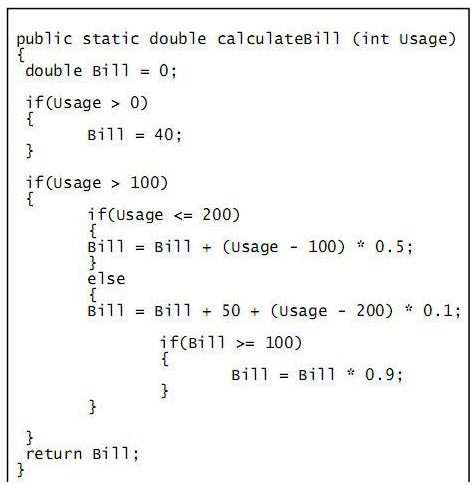 public static double calculateBill (int Usage)
{
double Bill = 0;
if(Usage > 0)
{
Bill = 40;
}
if(Usage > 100)
{
if(Usage <= 200)
{
Bill = Bill + (Usage - 100) * 0.5;
}
else
{
Bill = Bill + 50 + (Usage - 200) * 0.1;
if(Bill >= 100)
{
Bill = Bill * 0.9;
}
}
}
return Bill;
}